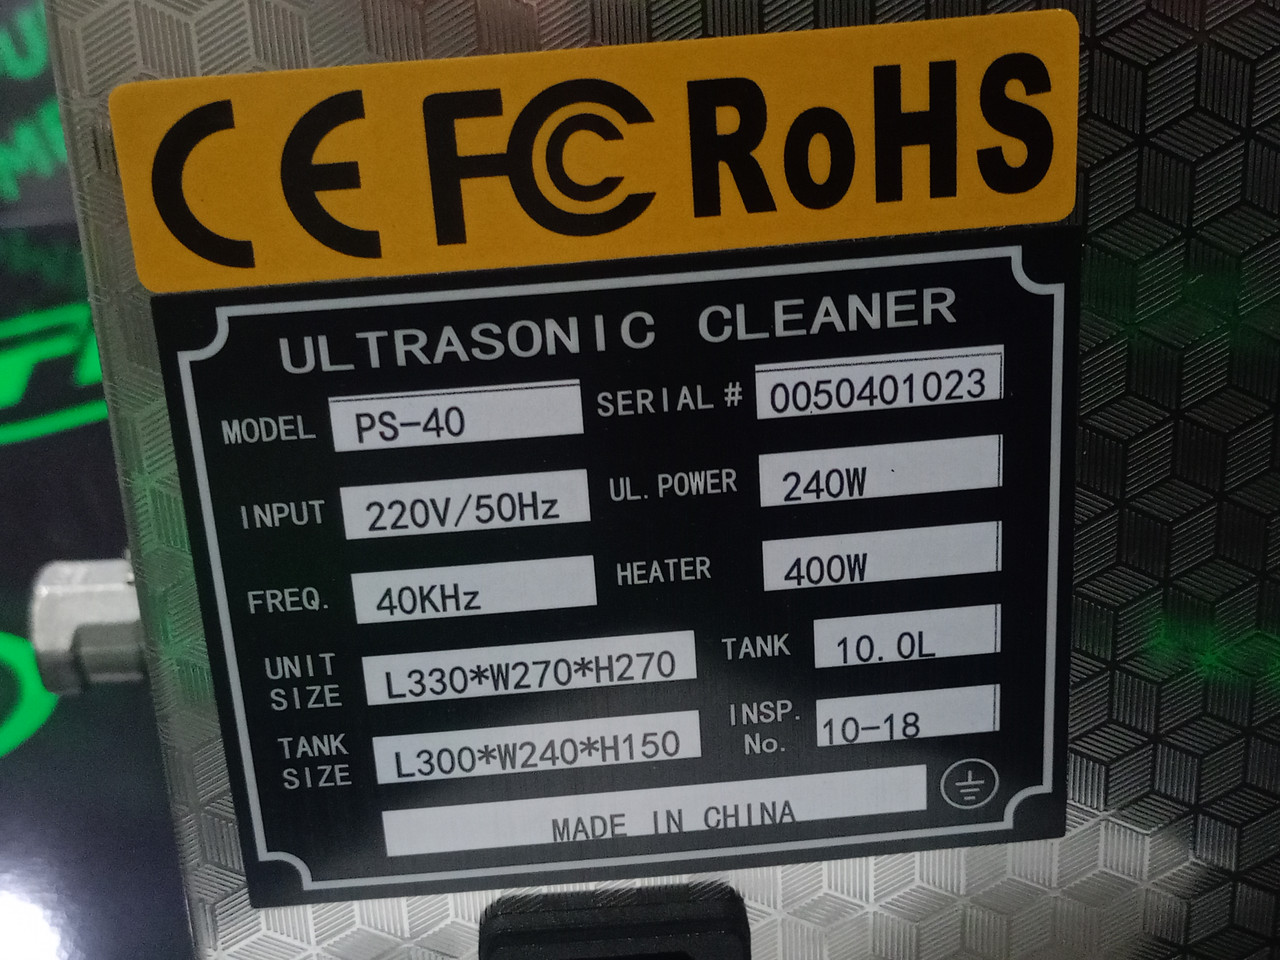 CE FC RoHS
ULTRASONIC CLEANER
MODEL PS-40 SERIAL # 0050401023
INPUT 220V/50Hz UL. POWER 240W
FREQ. 40KHz HEATER 400W
UNIT SIZE L330*W270*H270 TANK 10.0L
TANK SIZE L300*W240*H150 INSP. No. 10-18
MADE IN CHINA